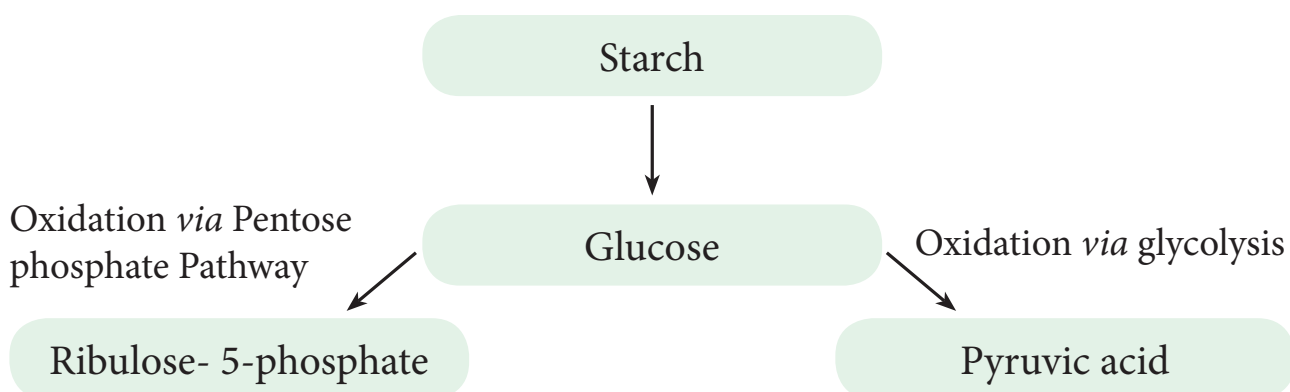 Starch
Oxidation via Pentose
phosphate Pathway
Glucose
Oxidation via glycolysis
Ribulose- 5-phosphate
Pyruvic acid